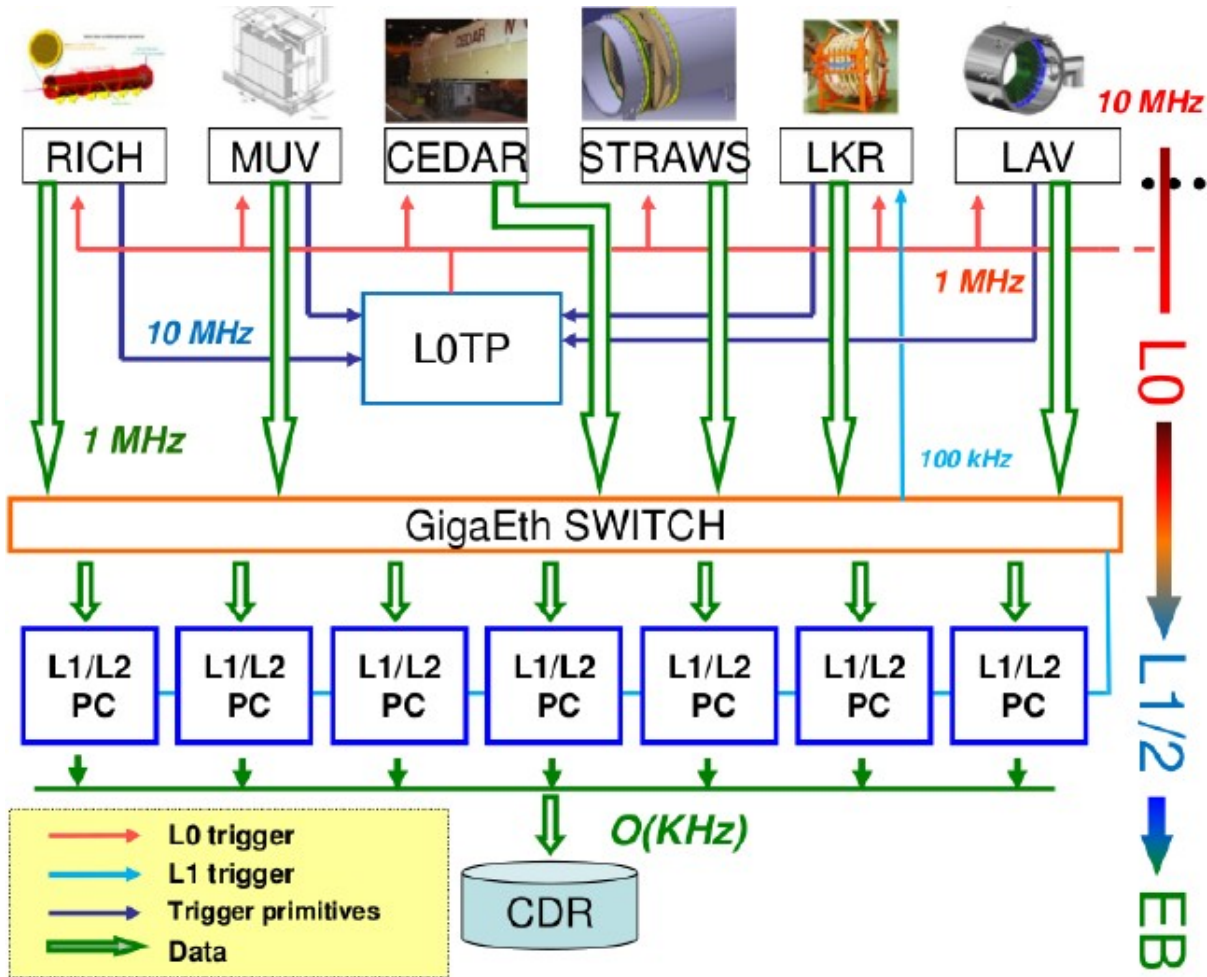 CEDAR
10 MHz
RICH
MUV
CEDAR
STRAWS
LKR
LAV
1 MHz
10 MHz
L0TP
L0
1 MHz
100 kHz
GigaEth SWITCH
L1/L2
PC
L1/L2
PC
L1/L2
PC
L1/L2
PC
L1/L2
PC
L1/L2
PC
L1/L2
PC
L1/2
O(KHz)
L0 trigger
L1 trigger
Trigger primitives
Data
CDR
EB